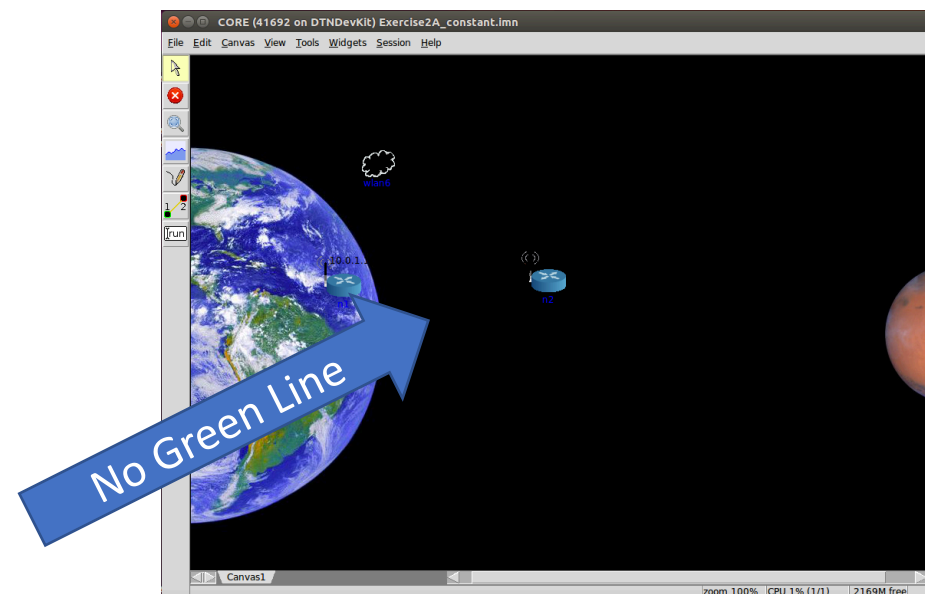 CORE (41692 on DTNDevKit) Exercise2A_constant.imn
File Edit Canvas View Tools Widgets Session Help
1 2
run
10.0.1..
n1
n2
No Green Line
Canvas1
zoom 100% CPU 1% (1/1) 2169M free